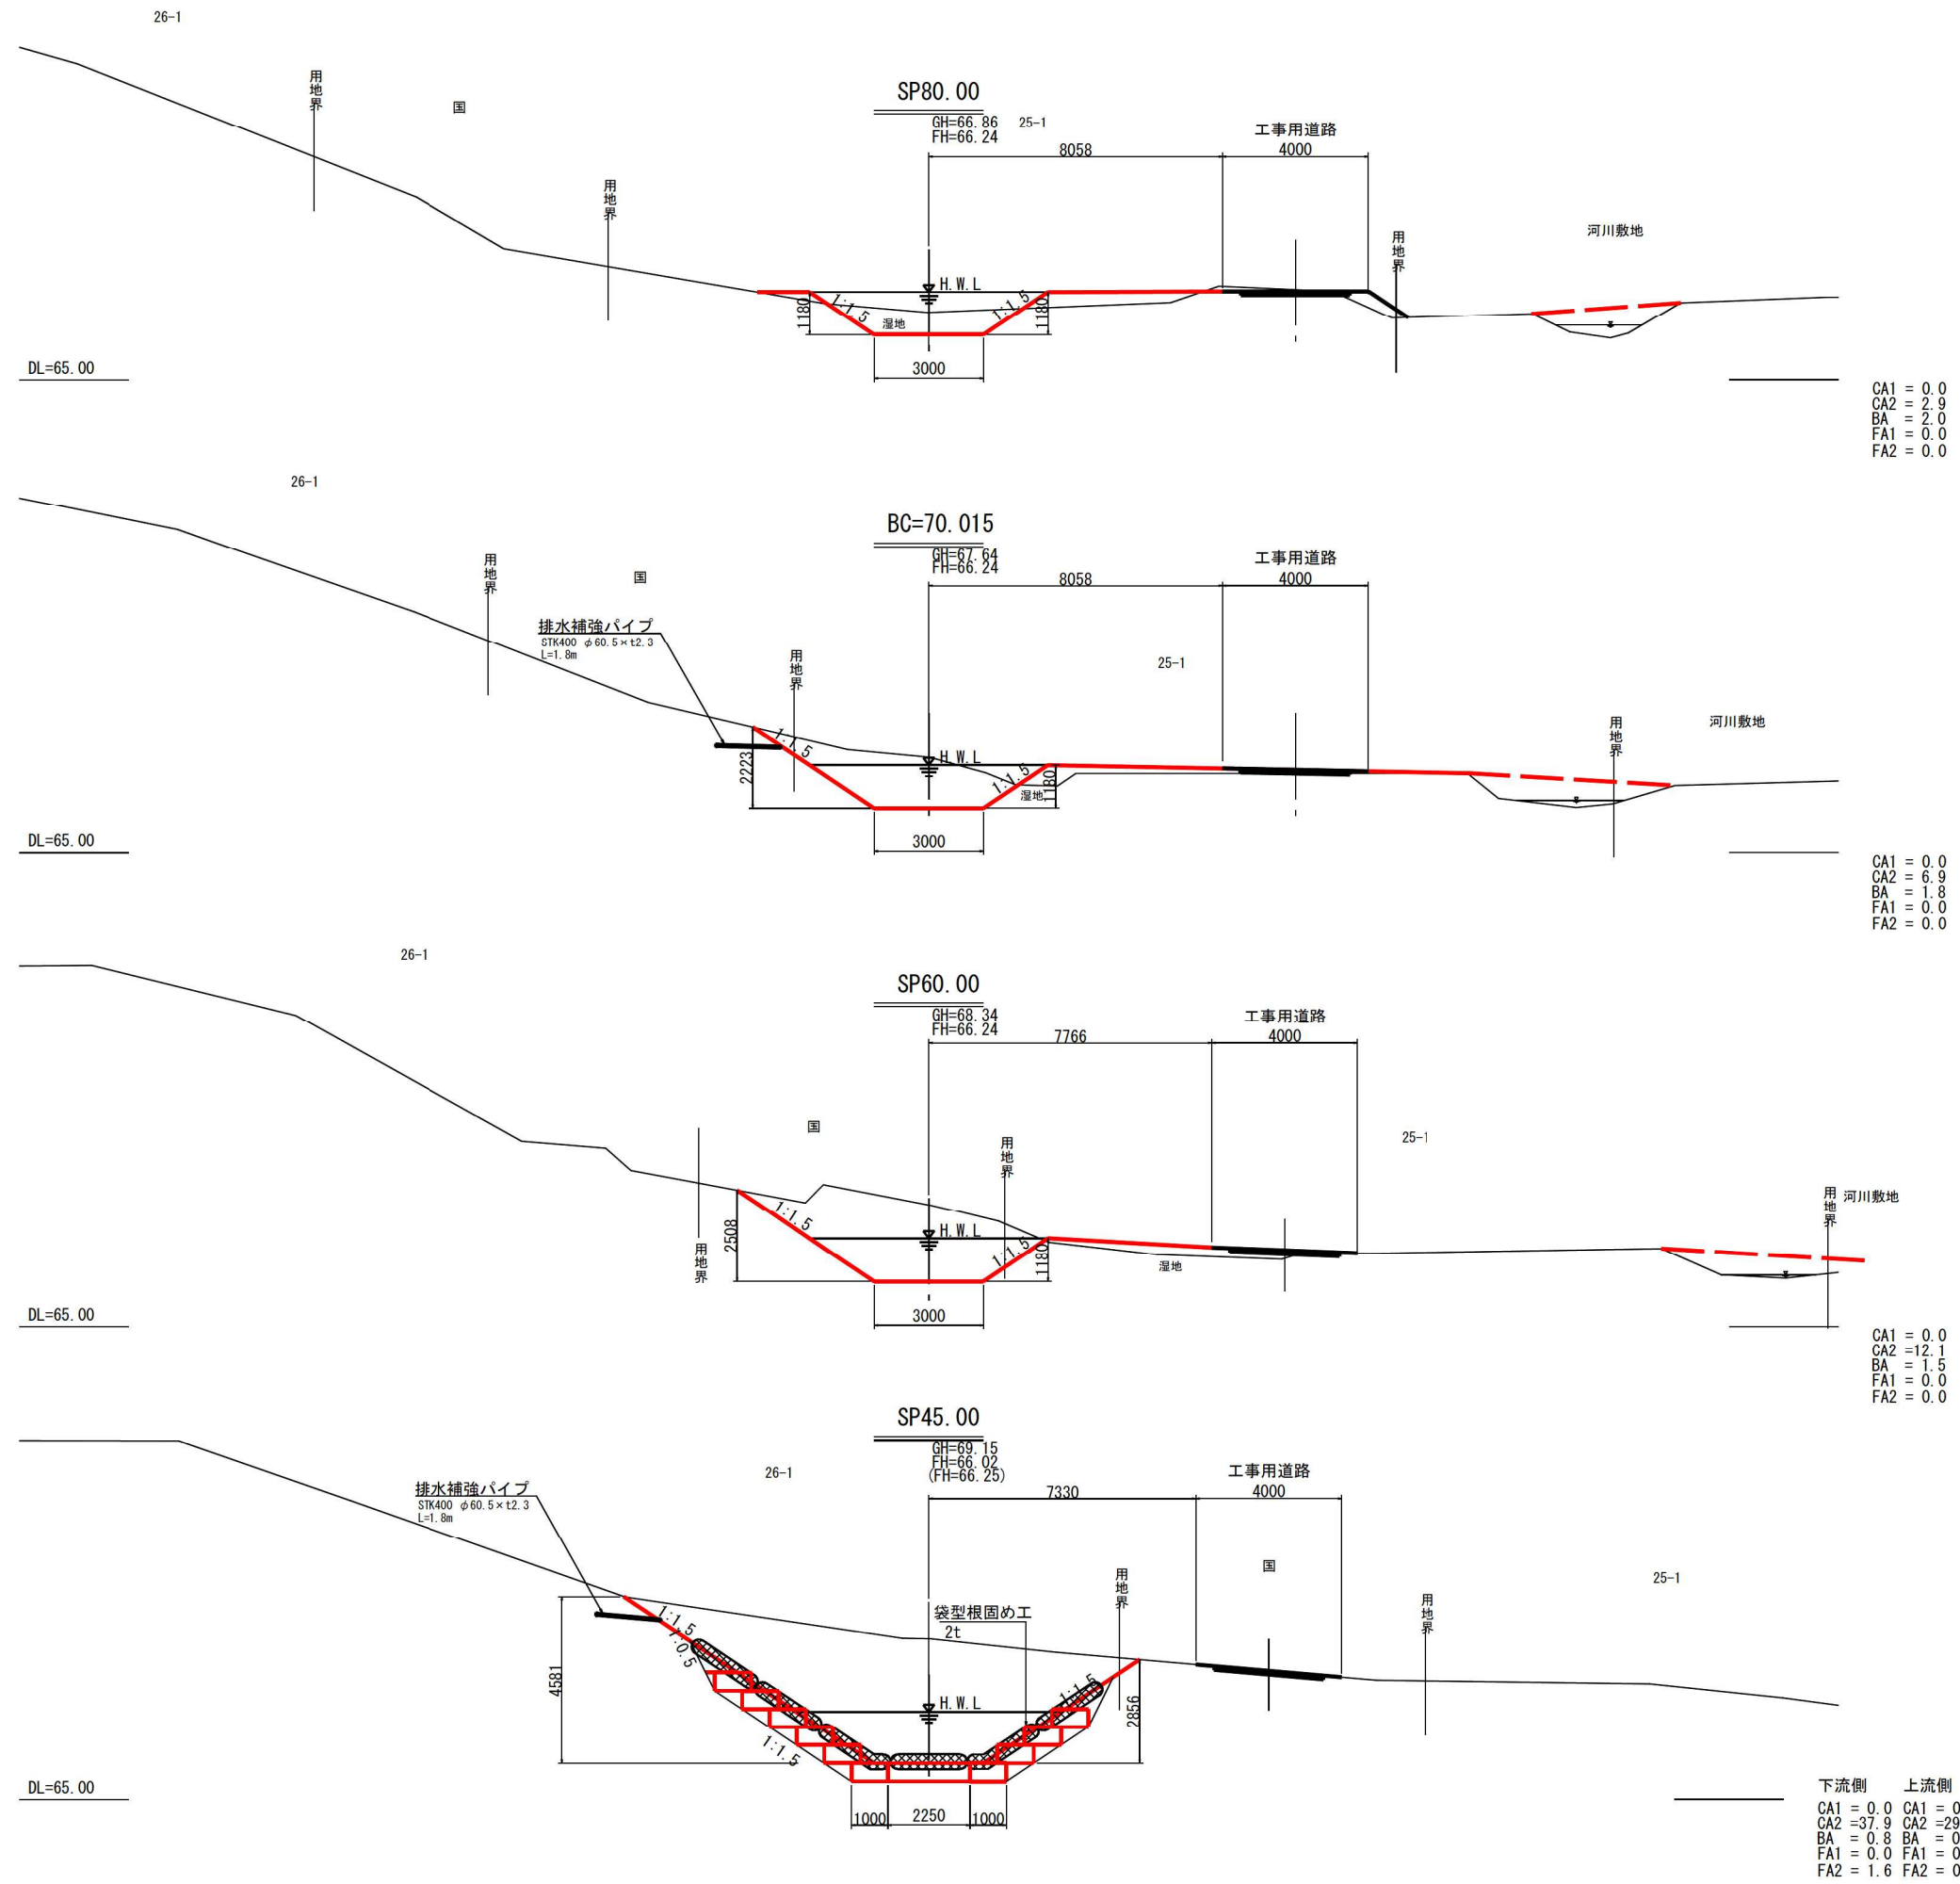 26-1
用地界
国
用地界
SP80.00
GH=66.86
FH=66.24
25-1
8058
工事用道路
4000
用地界
河川敷地
H.W.L
1180
1:1.5
湿地
1:1.5
1180
3000
DL=65.00
CA1 = 0.0
CA2 = 2.9
BA = 2.0
FA1 = 0.0
FA2 = 0.0
26-1
用地界
国
排水補強パイプ
STK400 φ60.5×t2.3
L=1.8m
用地界
BC=70.015
GH=67.64
FH=66.24
8058
工事用道路
4000
25-1
用地界
河川敷地
1:1.5
2223
H.W.L
1:1.5
湿地
1180
3000
DL=65.00
CA1 = 0.0
CA2 = 6.9
BA = 1.8
FA1 = 0.0
FA2 = 0.0
26-1
SP60.00
GH=68.34
FH=66.24
7766
工事用道路
4000
国
用地界
25-1
用地界
河川敷地
用地界
2508
1:1.5
H.W.L
1:1.5
1180
湿地
3000
DL=65.00
CA1 = 0.0
CA2 =12.1
BA = 1.5
FA1 = 0.0
FA2 = 0.0
SP45.00
GH=69.15
FH=66.02
(FH=66.25)
26-1
排水補強パイプ
STK400 φ60.5×t2.3
L=1.8m
7330
工事用道路
4000
国
用地界
用地界
25-1
袋型根固め工
2t
4581
1:1.5
1:0.5
1:1.5
H.W.L
1:1.5
2856
1000
2250
1000
DL=65.00
下流側 上流側
CA1 = 0.0 CA1 = 0
CA2 =37.9 CA2 =29
BA = 0.8 BA = 0
FA1 = 0.0 FA1 = 0
FA2 = 1.6 FA2 = 0